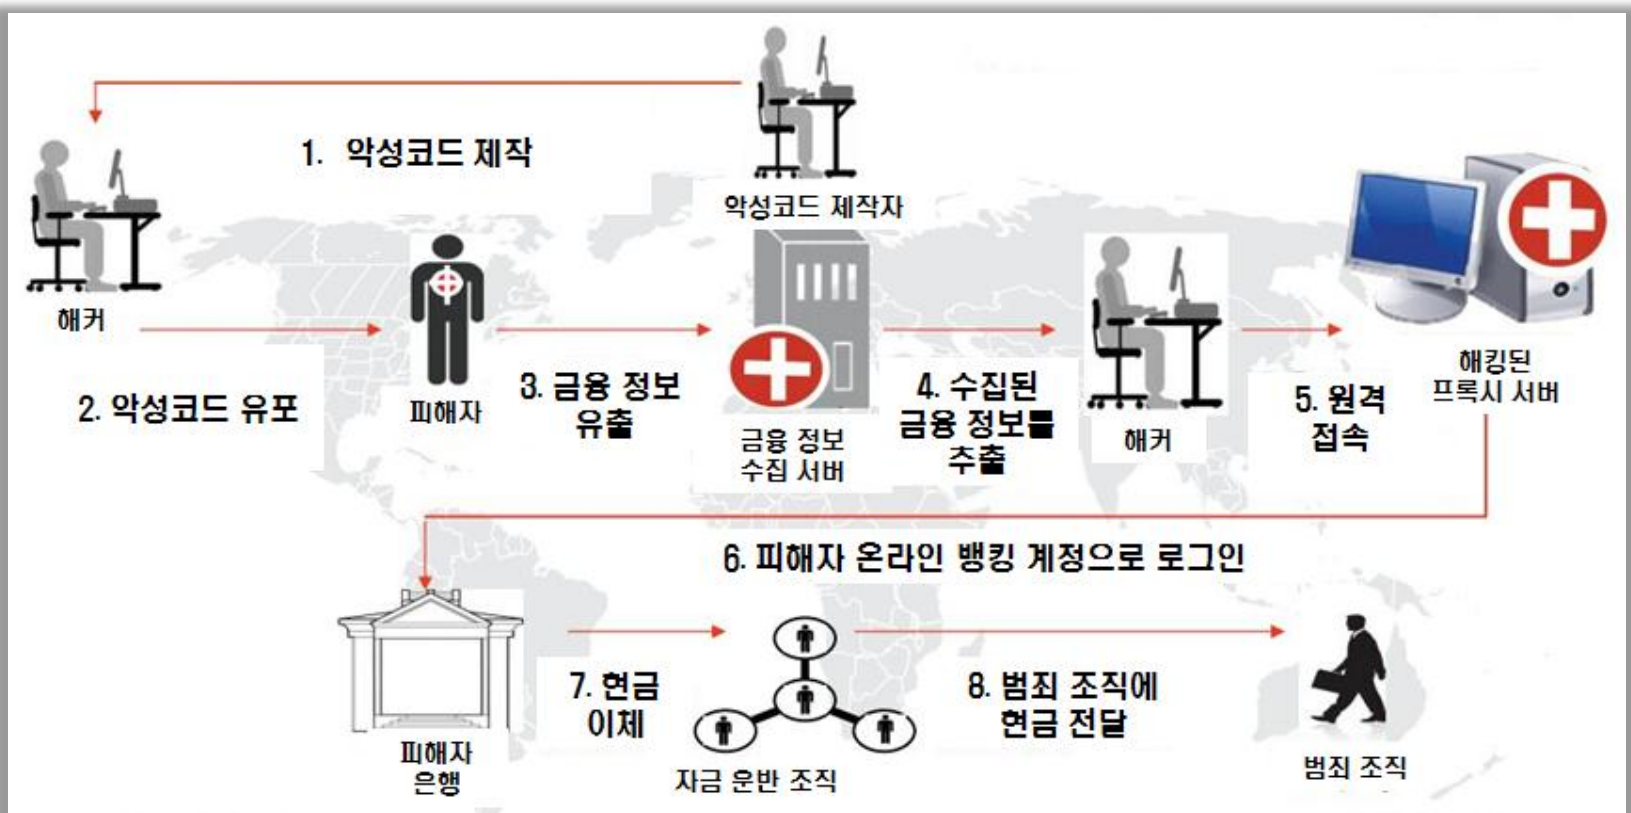 1. 악성코드 제작
악성코드 제작자
해커
2. 악성코드 유포
피해자
3. 금융 정보
유출
금융 정보
수집 서버
4. 수집된
금융 정보를
추출
해커
5. 원격
접속
해킹된
프록시 서버
6. 피해자 온라인 뱅킹 계정으로 로그인
피해자
은행
7. 현금
이체
자금 운반 조직
8. 범죄 조직에
현금 전달
범죄 조직